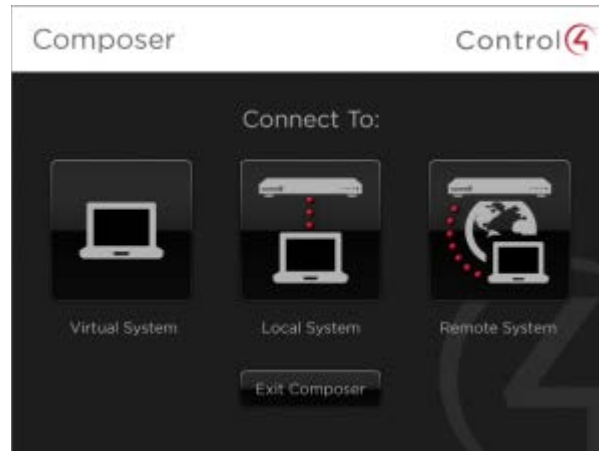 Composer
Control4
Connect To:
Virtual System
Local System
Remote System
Exit Composer